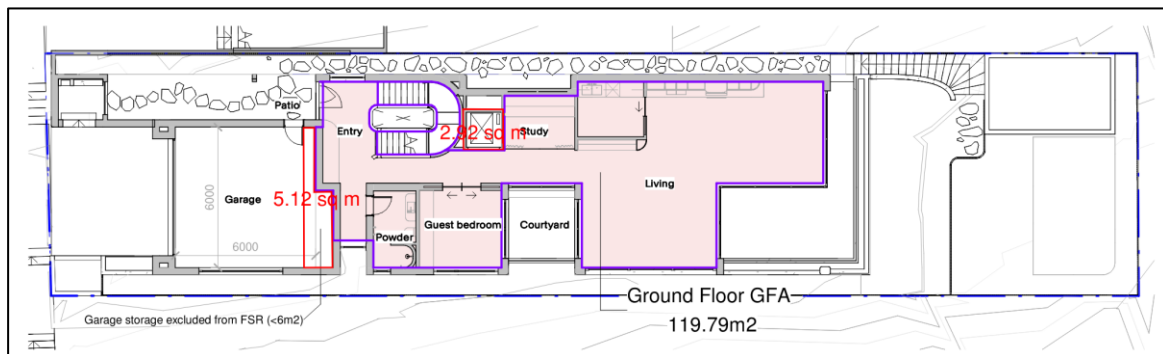 Patio
Entry
2.92 sq m
Study
Garage
5.12 sq m
Living
6000
6000
Powder
Guest bedroom
Courtyard
Garage storage excluded from FSR (<6m2)
Ground Floor GFA
119.79m2